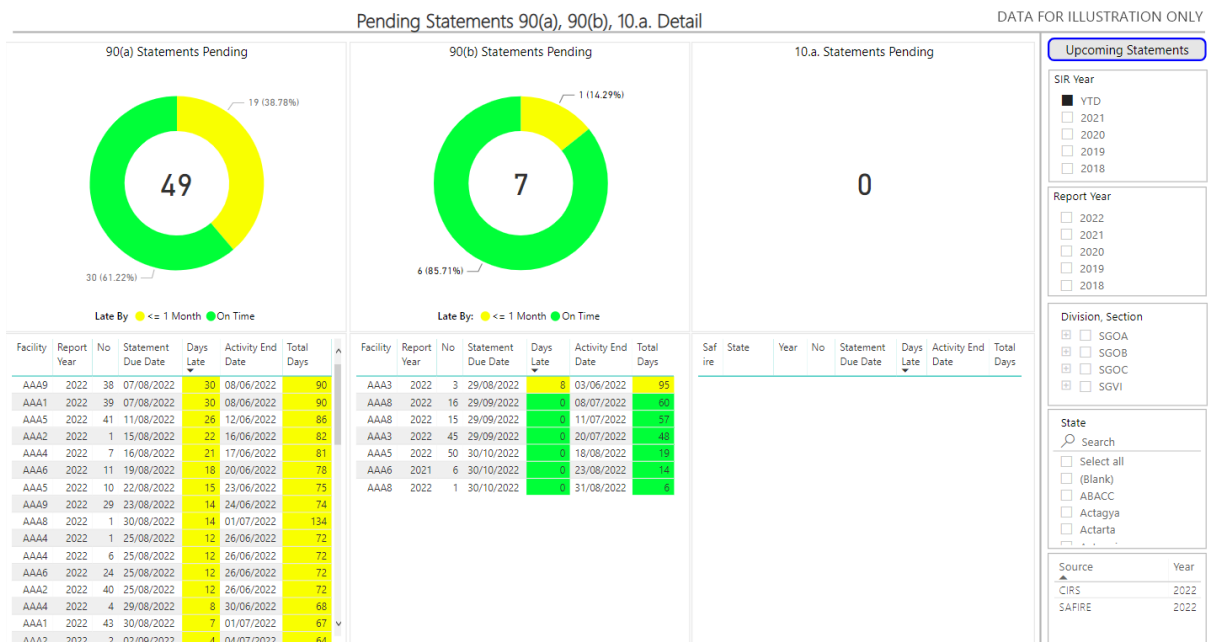 Pending Statements 90(a), 90(b), 10.a. Detail
DATA FOR ILLUSTRATION ONLY
90(a) Statements Pending
19 (38.78%)
49
30 (61.22%)
Late By <= 1 Month On Time
90(b) Statements Pending
1 (14.29%)
7
6 (85.71%)
Late By: <= 1 Month On Time
10.a. Statements Pending
0
Facility Report Year No Statement Due Date Days Late Activity End Date Total Days
AAA9 2022 38 07/08/2022 30 08/06/2022 90
AAA1 2022 39 07/08/2022 30 08/06/2022 90
AAA5 2022 41 11/08/2022 26 12/06/2022 86
AAA2 2022 1 15/08/2022 22 16/06/2022 82
AAA4 2022 7 16/08/2022 21 17/06/2022 81
AAA6 2022 11 19/08/2022 18 20/06/2022 78
AAA5 2022 10 22/08/2022 15 23/06/2022 75
AAA9 2022 29 23/08/2022 14 24/06/2022 74
AAA8 2022 1 30/08/2022 14 01/07/2022 134
AAA4 2022 1 25/08/2022 12 26/06/2022 72
AAA4 2022 6 25/08/2022 12 26/06/2022 72
AAA6 2022 24 25/08/2022 12 26/06/2022 72
AAA2 2022 40 25/08/2022 12 26/06/2022 72
AAA4 2022 4 29/08/2022 8 30/06/2022 68
AAA1 2022 43 30/08/2022 7 01/07/2022 67
2022 2 02/09/2022 4 04/07/2022 64
Facility Report Year No Statement Due Date Days Late Activity End Date Total Days
AAA3 2022 3 29/08/2022 8 03/06/2022 95
AAA8 2022 16 29/09/2022 0 08/07/2022 60
AAA8 2022 15 29/09/2022 0 11/07/2022 57
AAA3 2022 45 29/09/2022 0 20/07/2022 48
AAA5 2022 50 30/10/2022 0 18/08/2022 19
AAA6 2021 6 30/10/2022 0 23/08/2022 14
AAA8 2022 1 30/10/2022 0 31/08/2022 6
Saf ire State Year No Statement Due Date Days Late Activity End Date Total Days
Upcoming Statements
SIR Year
YTD
2021
2020
2019
2018
Report Year
2022
2021
2020
2019
2018
Division, Section
SGOA
SGOB
SGOC
SGVI
State
Search
Select all
(Blank)
ABACC
Actagya
Actarta
Source Year
CIRS 2022
SAFIRE 2022